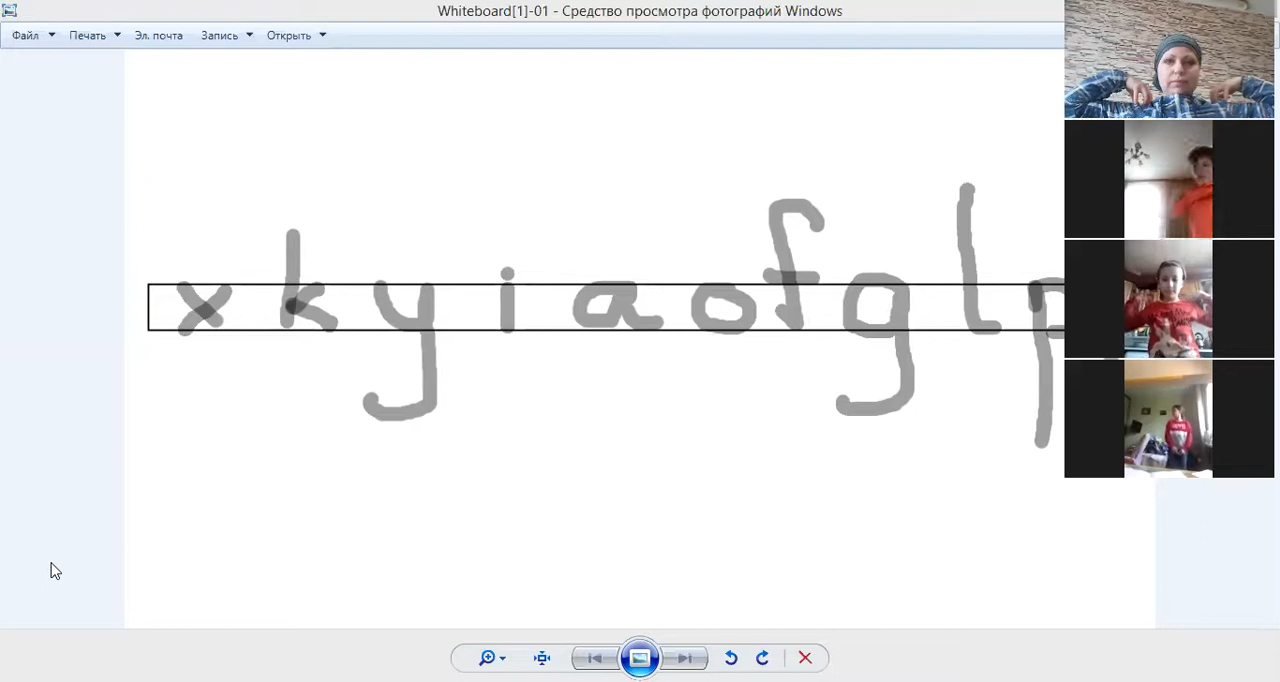 Whiteboard[1]-01 - Средство просмотра фотографий Windows
Файл Печать Эл. почта Запись Открыть
x k y i a o f g l p